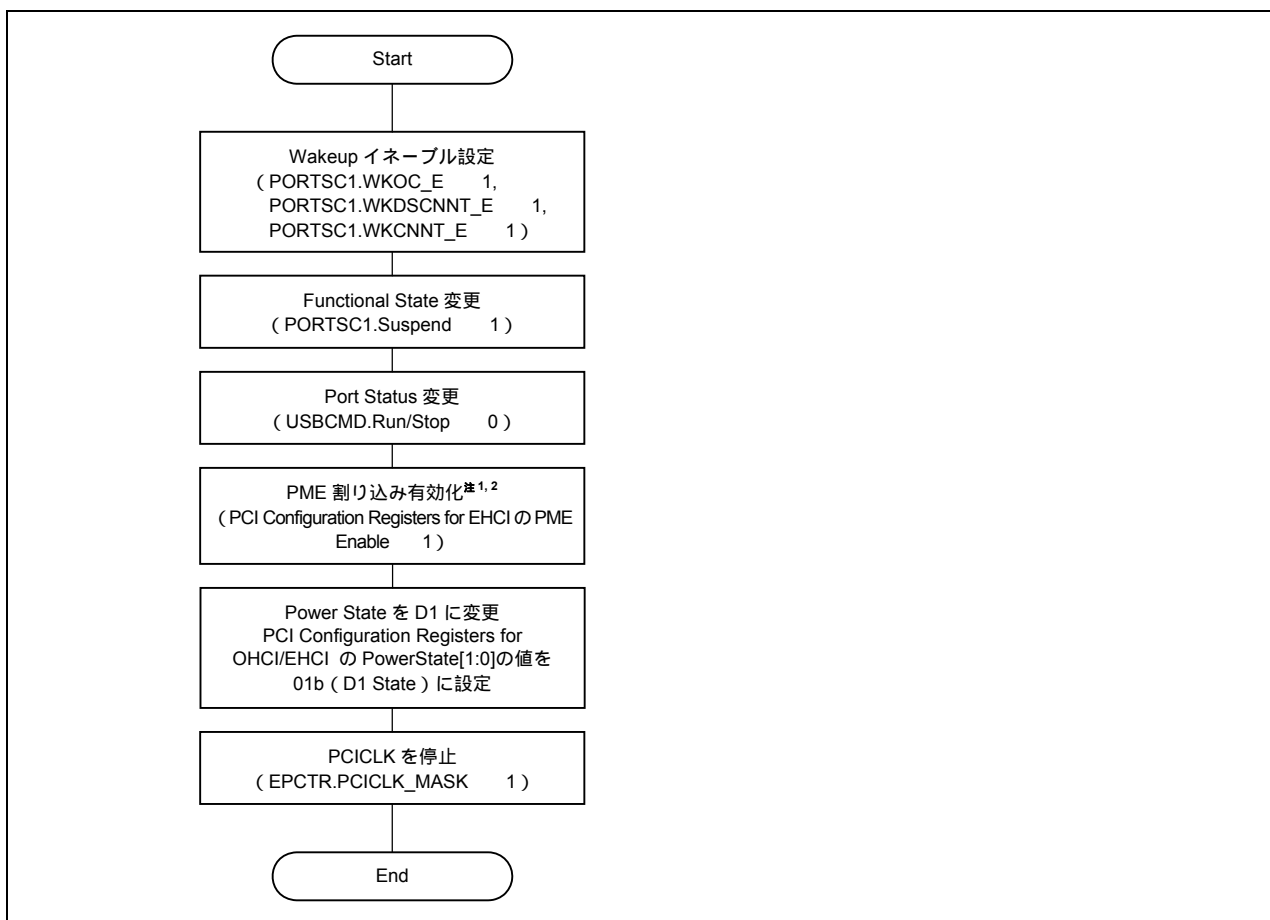 Start
Wakeup イネーブル設定
( PORTSC1.WKOC_E 1,
PORTSC1.WKDSCNNT_E 1,
PORTSC1.WKCNNT_E 1 )
Functional State 変更
( PORTSC1.Suspend 1 )
Port Status 変更
( USBCMD.Run/Stop 0 )
PME 割り込み有効化注1, 2
( PCI Configuration Registers for EHCI の PME
Enable 1 )
Power State を D1 に変更
PCI Configuration Registers for
OHCI/EHCI の PowerState[1:0]の値を
01b ( D1 State ) に設定
PCICLK を停止
( EPCTR.PCICLK_MASK 1 )
End